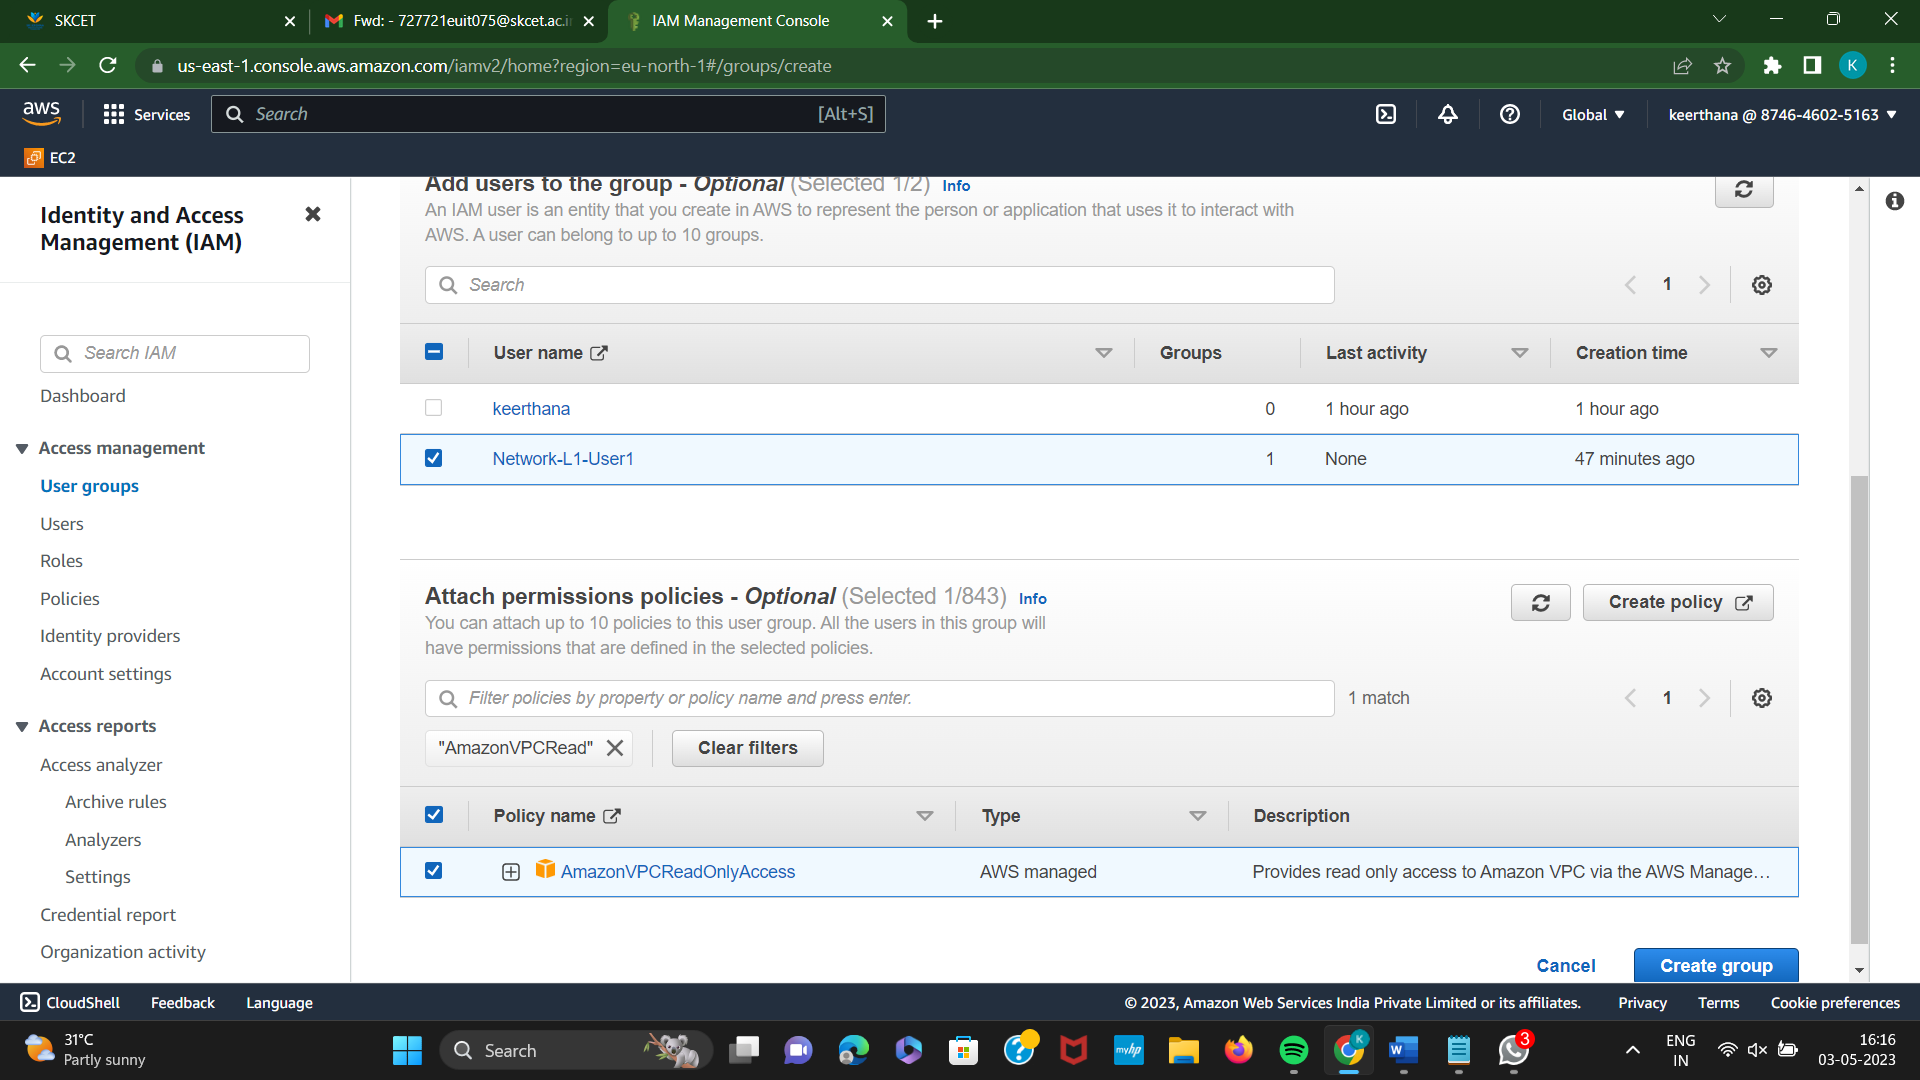 SKCET
Fwd: - 727721euit075@skcet.ac.i
IAM Management Console
us-east-1.console.aws.amazon.com/iamv2/home?region=eu-north-1#/groups/create
K
aws
Services
Search
[Alt+S]
Global
keerthana @ 8746-4602-5163
EC2
Identity and Access
Management (IAM)
Search IAM
Dashboard
Access management
User groups
Users
Roles
Policies
Identity providers
Account settings
Access reports
Access analyzer
Archive rules
Analyzers
Settings
Credential report
Organization activity
Add users to the group - Optional (Selected 1/2) Info
An IAM user is an entity that you create in AWS to represent the person or application that uses it to interact with
AWS. A user can belong to up to 10 groups.
Search
1
User name Groups Last activity Creation time
keerthana 0 1 hour ago 1 hour ago
Network-L1-User1 1 None 47 minutes ago
Attach permissions policies - Optional (Selected 1/843) Info
Create policy
You can attach up to 10 policies to this user group. All the users in this group will
have permissions that are defined in the selected policies.
Filter policies by property or policy name and press enter.
1 match
1
"AmazonVPCRead"
Clear filters
Policy name Type Description
AmazonVPCReadOnlyAccess AWS managed Provides read only access to Amazon VPC via the AWS Manage...
Cancel
Create group
CloudShell Feedback Language
© 2023, Amazon Web Services India Private Limited or its affiliates.
Privacy Terms Cookie preferences
31°C
Partly sunny
Search
myhp
K
W
3
ENG
IN
16:16
03-05-2023